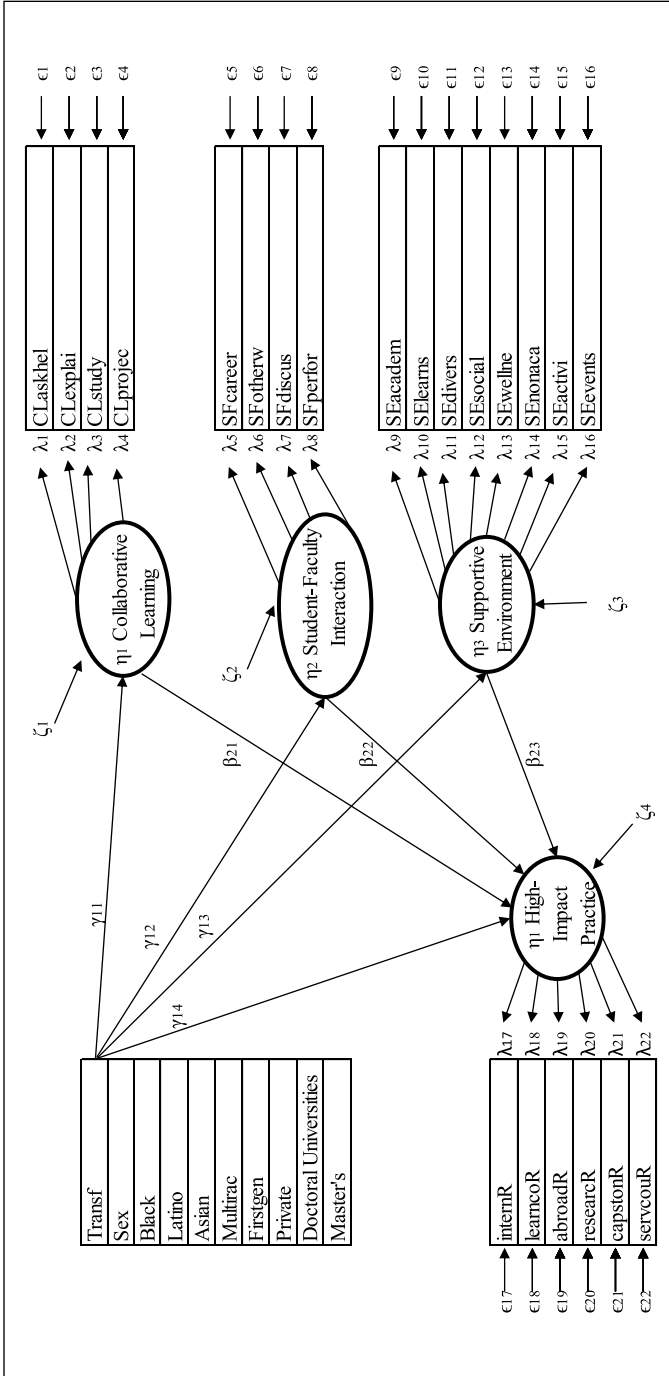 Transf
Sex
Black
Latino
Asian
Multirac
Firstgen
Private
Doctoral Universities
Master's
γ11
γ12
γ13
γ14
ζ1
η1 Collaborative
Learning
λ1 CLaskhel ϵ1
λ2 CLexplai ϵ2
λ3 CLstudy ϵ3
λ4 CLprojec ϵ4
β21
ζ2
η2 Student-Faculty
Interaction
λ5 SFcareer ϵ5
λ6 SFotherw ϵ6
λ7 SFdiscus ϵ7
λ8 SFperfor ϵ8
β22
η3 Supportive
Environment
ζ3
λ9 SEacadem ϵ9
λ10 SElearns ϵ10
λ11 SEdivers ϵ11
λ12 SEsocial ϵ12
λ13 SEwellne ϵ13
λ14 SEnonaca ϵ14
λ15 SEactivi ϵ15
λ16 SEevents ϵ16
β23
η1 High-
Impact
Practice
ζ4
ϵ17 internR λ17
ϵ18 learncoR λ18
ϵ19 abroadR λ19
ϵ20 researcR λ20
ϵ21 capstonR λ21
ϵ22 servcouR λ22